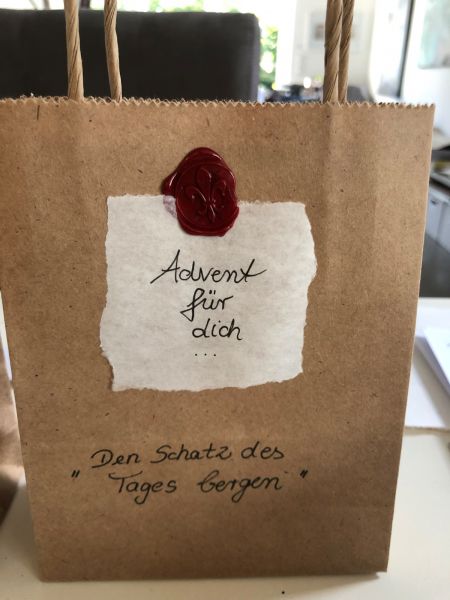 Advent
für
dich
...
Den Schatz des
"Tages bergen"